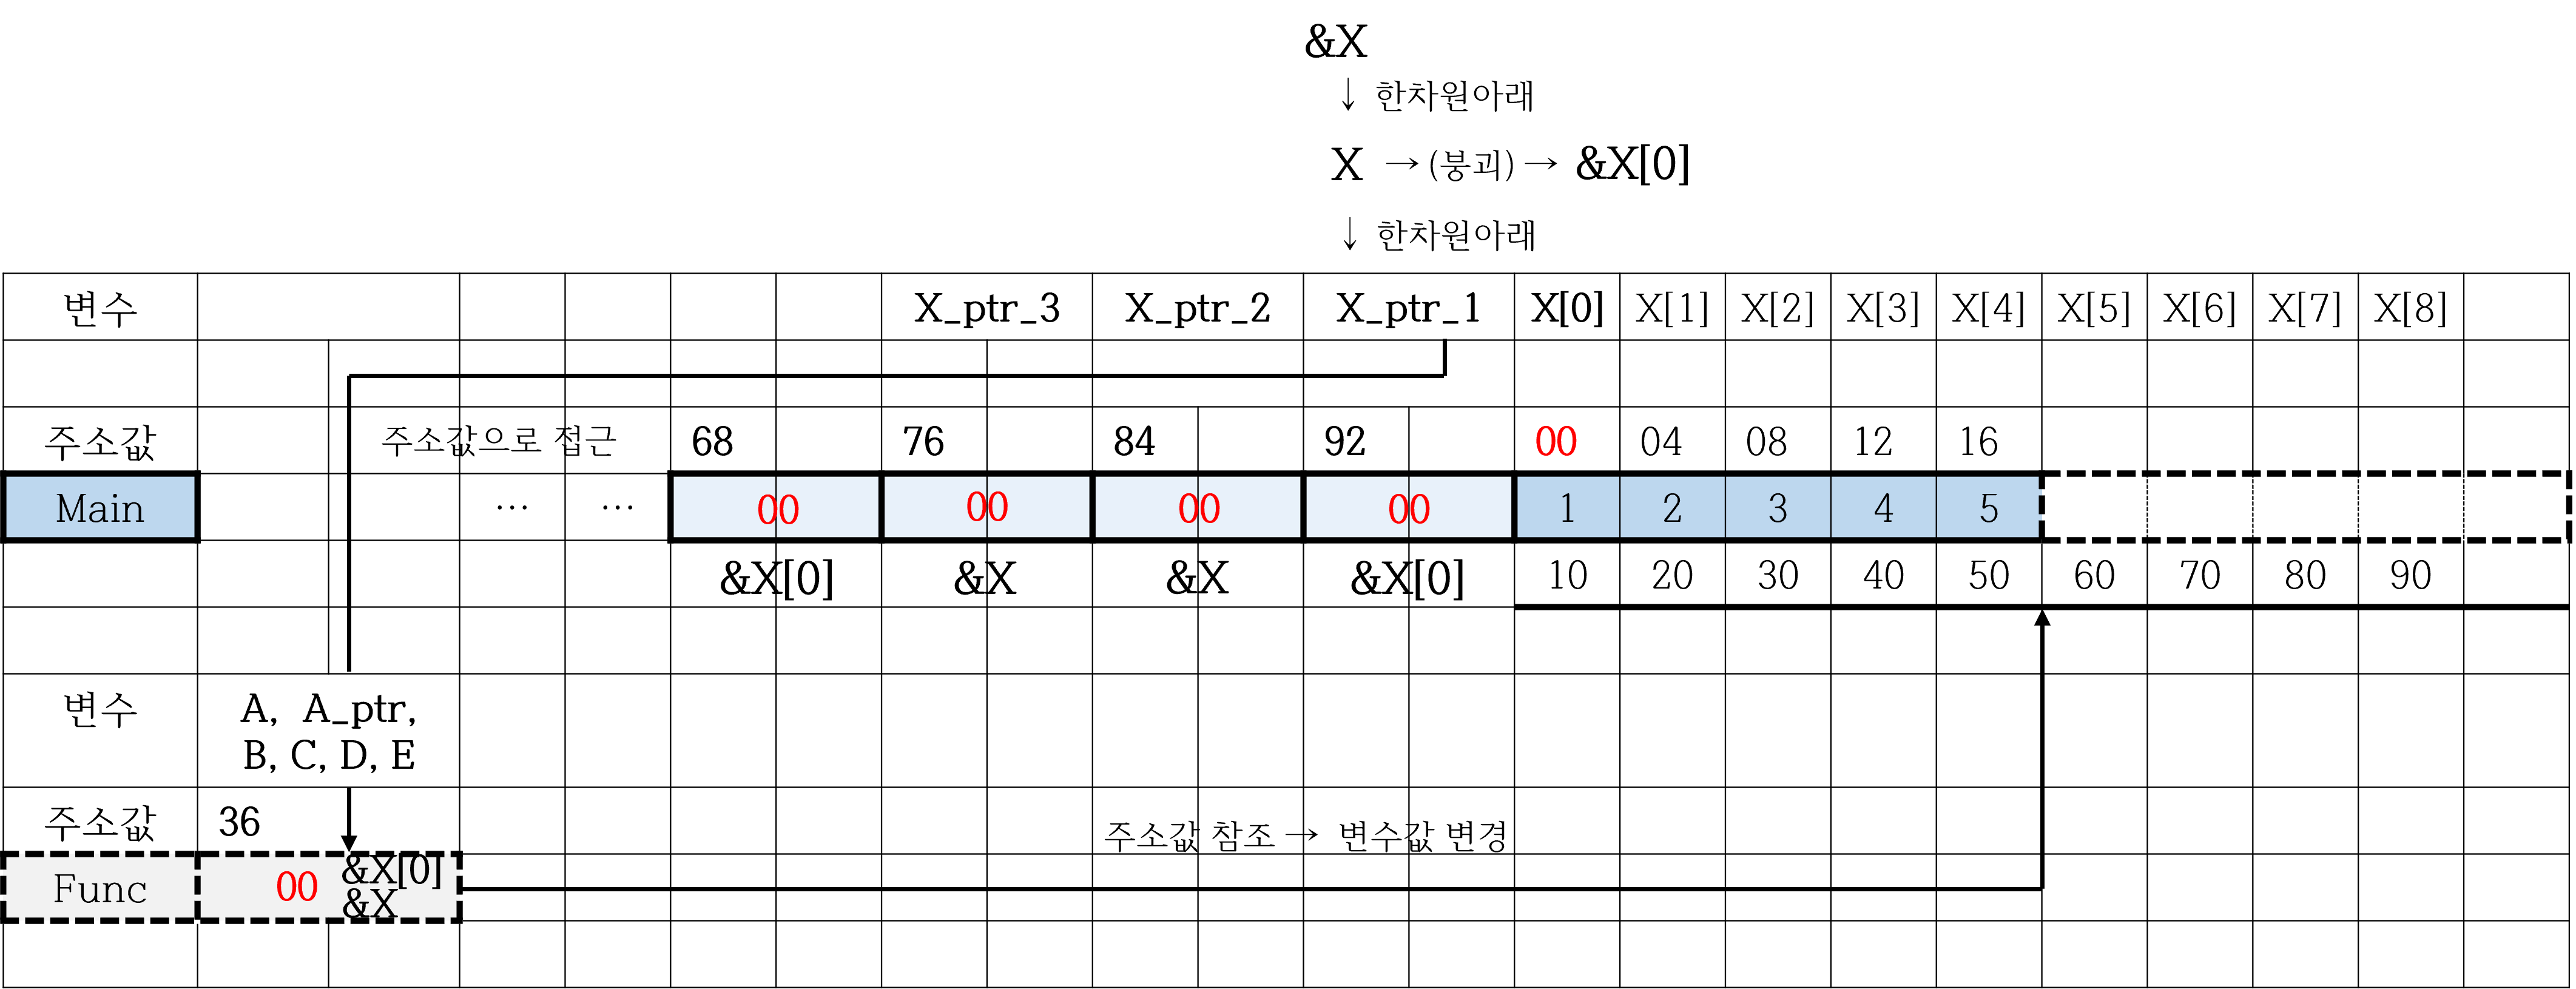 &X
↓ 한차원아래
X → (붕괴) → &X[0]
↓ 한차원아래
변수 X_ptr_3 X_ptr_2 X_ptr_1 X[0] X[1] X[2] X[3] X[4] X[5] X[6] X[7] X[8]
주소값 주소값으로 접근 68 76 84 92 00 04 08 12 16
Main … … 00 00 00 00 1 2 3 4 5
&X[0] &X &X &X[0] 10 20 30 40 50 60 70 80 90
변수 A, A_ptr,
B, C, D, E
주소값 36 주소값 참조 → 변수값 변경
Func 00 &X[0]
&X